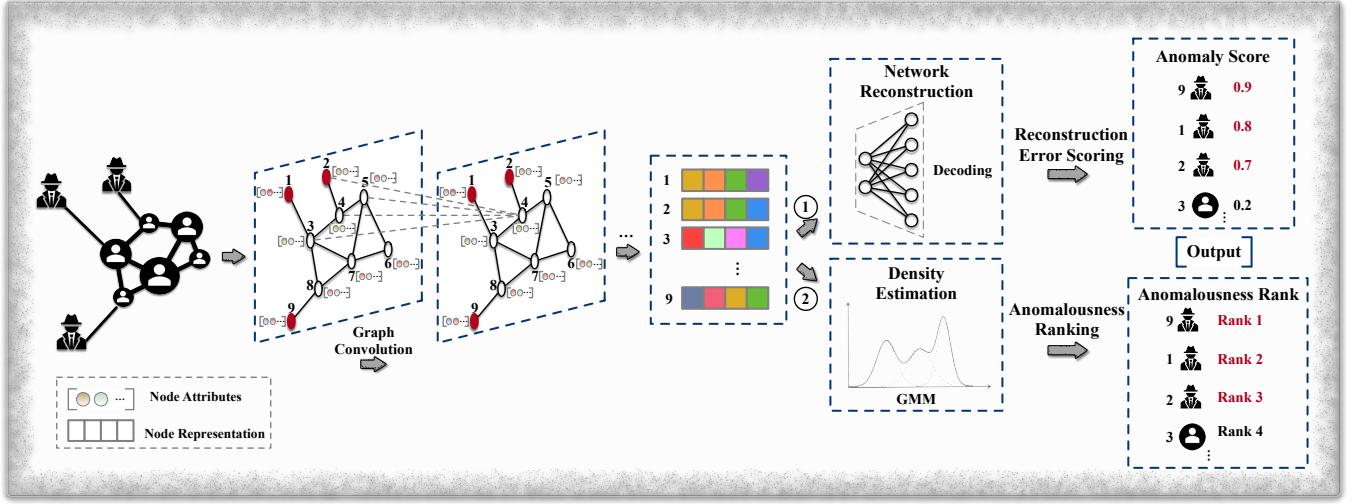 1
2
3
4
5
6
7
8
9
[ ... ]
Node Attributes
Node Representation
Graph
Convolution
1
2
3
4
5
6
7
8
9
...
1
2
3
...
9
1
2
Network
Reconstruction
Decoding
Density
Estimation
GMM
Reconstruction
Error Scoring
Anomalousness
Ranking
Anomaly Score
9 0.9
1 0.8
2 0.7
3 0.2
...
Output
Anomalousness Rank
9 Rank 1
1 Rank 2
2 Rank 3
3 Rank 4
...